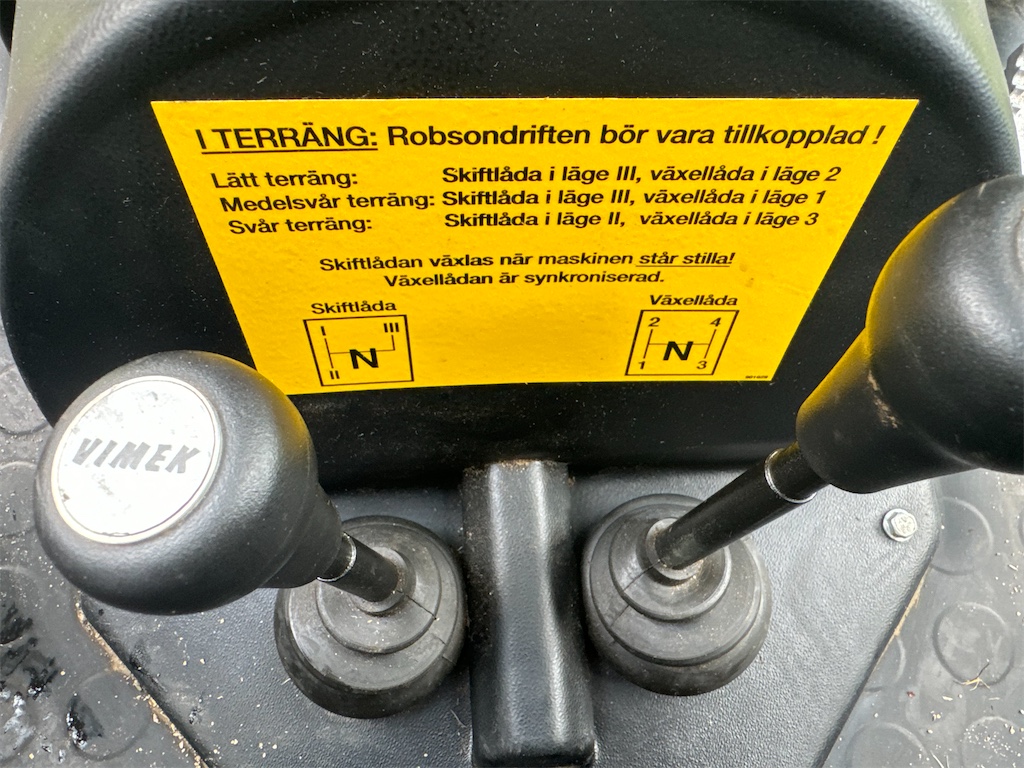 I TERRÄNG: Robsondriften bör vara tillkopplad !
Lätt terräng: Skiftlåda i läge III, växellåda i läge 2
Medelsvår terräng: Skiftlåda i läge III, växellåda i läge 1
Svår terräng: Skiftlåda i läge II, växellåda i läge 3
Skiftlådan växlas när maskinen står stilla!
Växellådan är synkroniserad.
Skiftlåda
I III
N
II
Växellåda
2 4
N
1 3
VIMEK